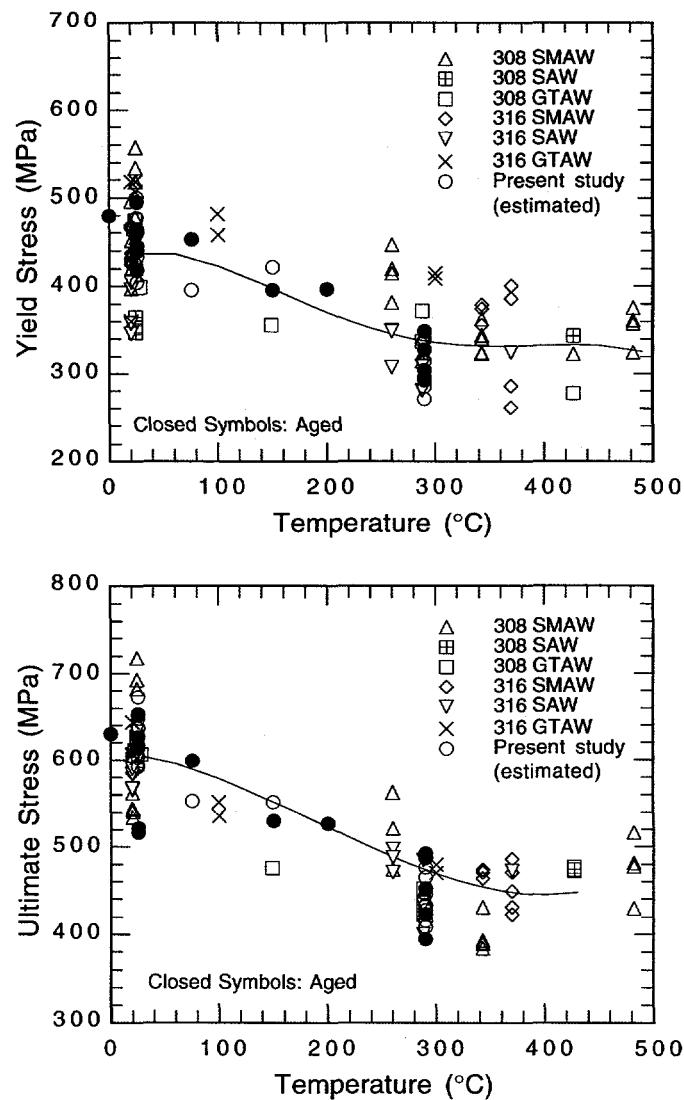 700
600
500
400
300
200
0
100
200
300
400
500
Yield Stress (MPa)
Temperature (°C)
308 SMAW
308 SAW
308 GTAW
316 SMAW
316 SAW
316 GTAW
Present study
(estimated)
Closed Symbols: Aged
800
700
600
500
400
300
0
100
200
300
400
500
Ultimate Stress (MPa)
Temperature (°C)
308 SMAW
308 SAW
308 GTAW
316 SMAW
316 SAW
316 GTAW
Present study
(estimated)
Closed Symbols: Aged